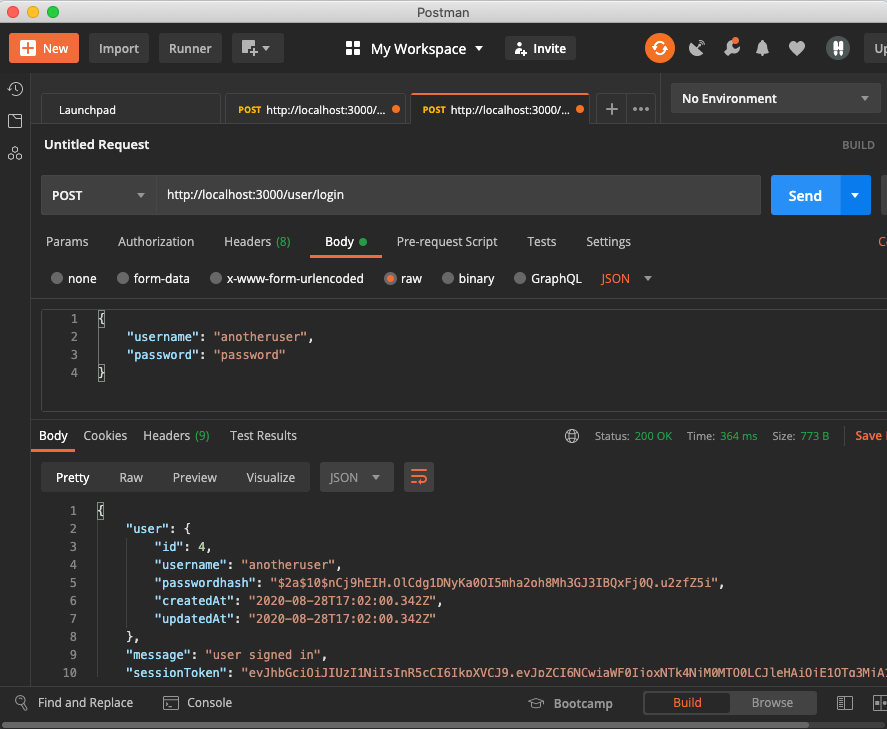 Postman
New Import Runner My Workspace Invite Up
Launchpad POST http://localhost:3000/... POST http://localhost:3000/... No Environment
Untitled Request BUILD
POST http://localhost:3000/user/login Send
Params Authorization Headers (8) Body Pre-request Script Tests Settings
none form-data x-www-form-urlencoded raw binary GraphQL JSON
1 {
2 "username": "anotheruser",
3 "password": "password"
4 }
Body Cookies Headers (9) Test Results Status: 200 OK Time: 364 ms Size: 773 B Save
Pretty Raw Preview Visualize JSON
1 {
2 "user": {
3 "id": 4,
4 "username": "anotheruser",
5 "passwordhash": "$2a$10$nCj9hEIH.OlCdg1DNyKa0OI5mha2oh8Mh3GJ3IBQxFj0Q.u2zfZ5i",
6 "createdAt": "2020-08-28T17:02:00.342Z",
7 "updatedAt": "2020-08-28T17:02:00.342Z"
8 },
9 "message": "user signed in",
10 "sessionToken":
Find and Replace Console Bootcamp Build Browse